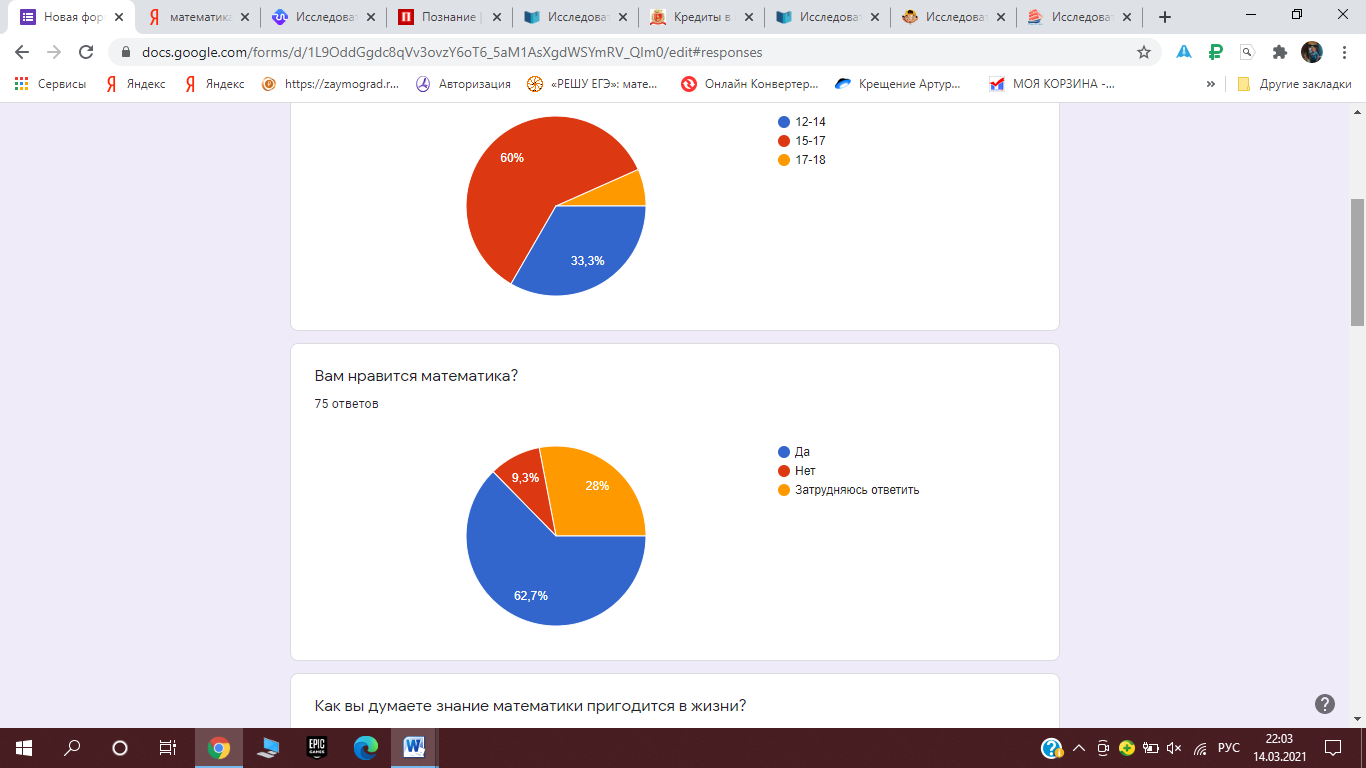 Новая фор
математика
Исследоват
Познание |
Исследоват
Кредиты в
Исследоват
Исследоват
Исследоват
docs.google.com/forms/d/1L9OddGgdc8qVv3ovzY6oT6_5aM1AsXgdWSYmRV_QIm0/edit#responses
Сервисы
Яндекс
Яндекс
https://zaymograd.r...
Авторизация
«РЕШУ ЕГЭ»: мате...
Онлайн Конвертер...
Крещение Артур...
МОЯ КОРЗИНА -...
»
Другие закладки
60%
33,3%
12-14
15-17
17-18
Вам нравится математика?
75 ответов
9,3%
28%
62,7%
Да
Нет
Затрудняюсь ответить
Как вы думаете знание математики пригодится в жизни?
EPIC
GAMES
РУС
22:03
14.03.2021